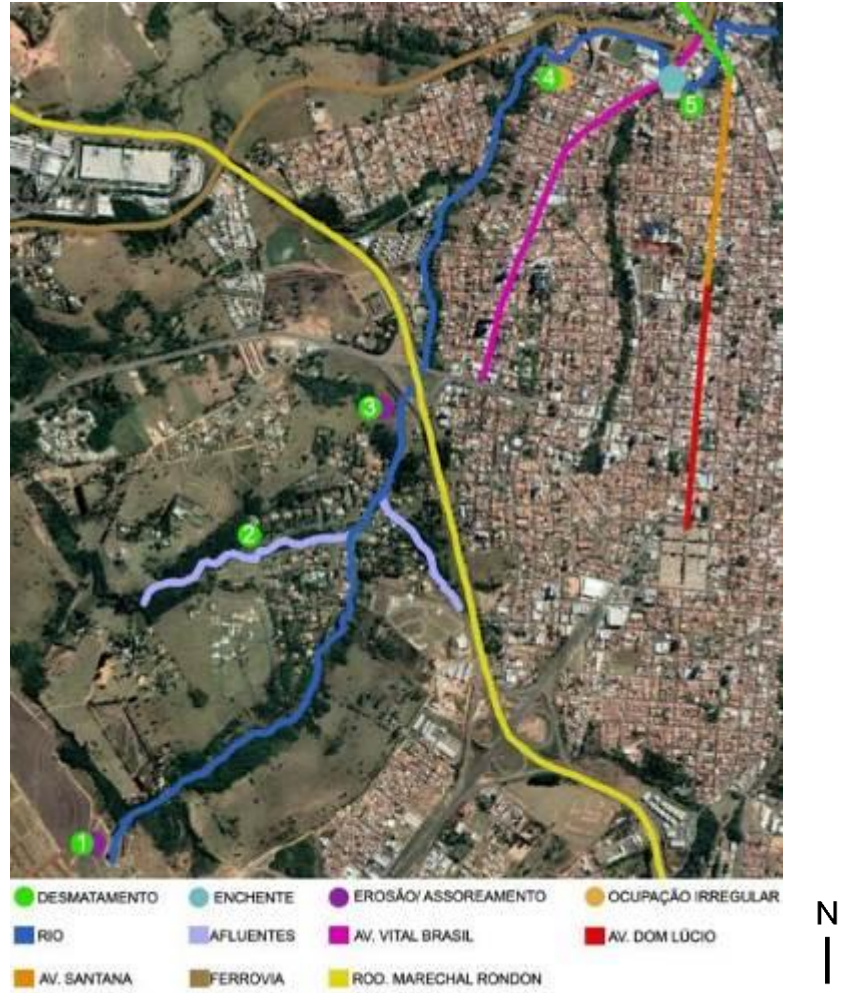 4
5
3
2
1
DESMATAMENTO ENCHENTE EROSÃO/ ASSOREAMENTO OCUPAÇÃO IRREGULAR
RIO AFLUENTES AV. VITAL BRASIL AV. DOM LÚCIO
AV. SANTANA FERROVIA ROD. MARECHAL RONDON
N